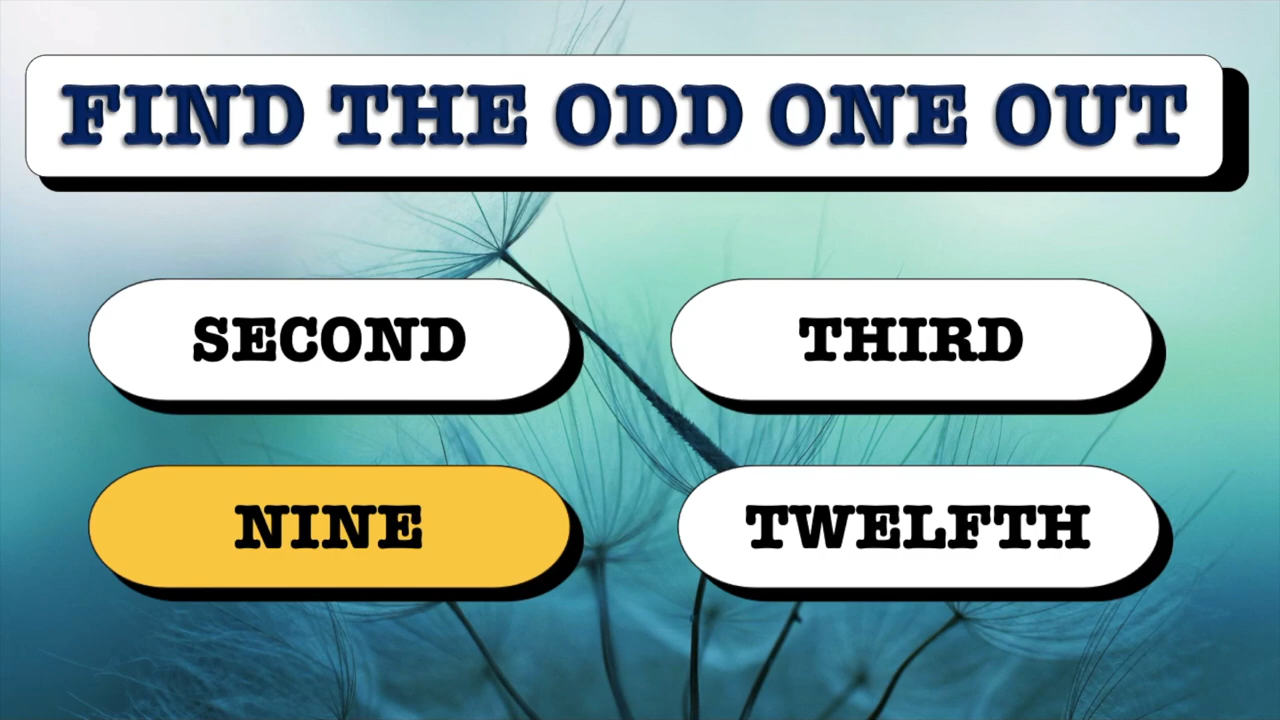 FIND THE ODD ONE OUT
SECOND
THIRD
NINE
TWELFTH